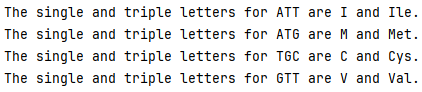 The single and triple letters for ATT are I and Ile.
The single and triple letters for ATG are M and Met.
The single and triple letters for TGC are C and Cys.
The single and triple letters for GTT are V and Val.